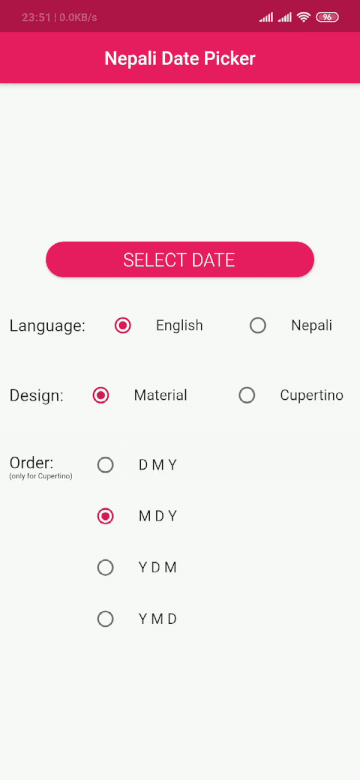 23:51 | 0.0KB/s 96
Nepali Date Picker
SELECT DATE
Language: English Nepali
Design: Material Cupertino
Order: D M Y
(only for Cupertino)
M D Y
Y D M
Y M D